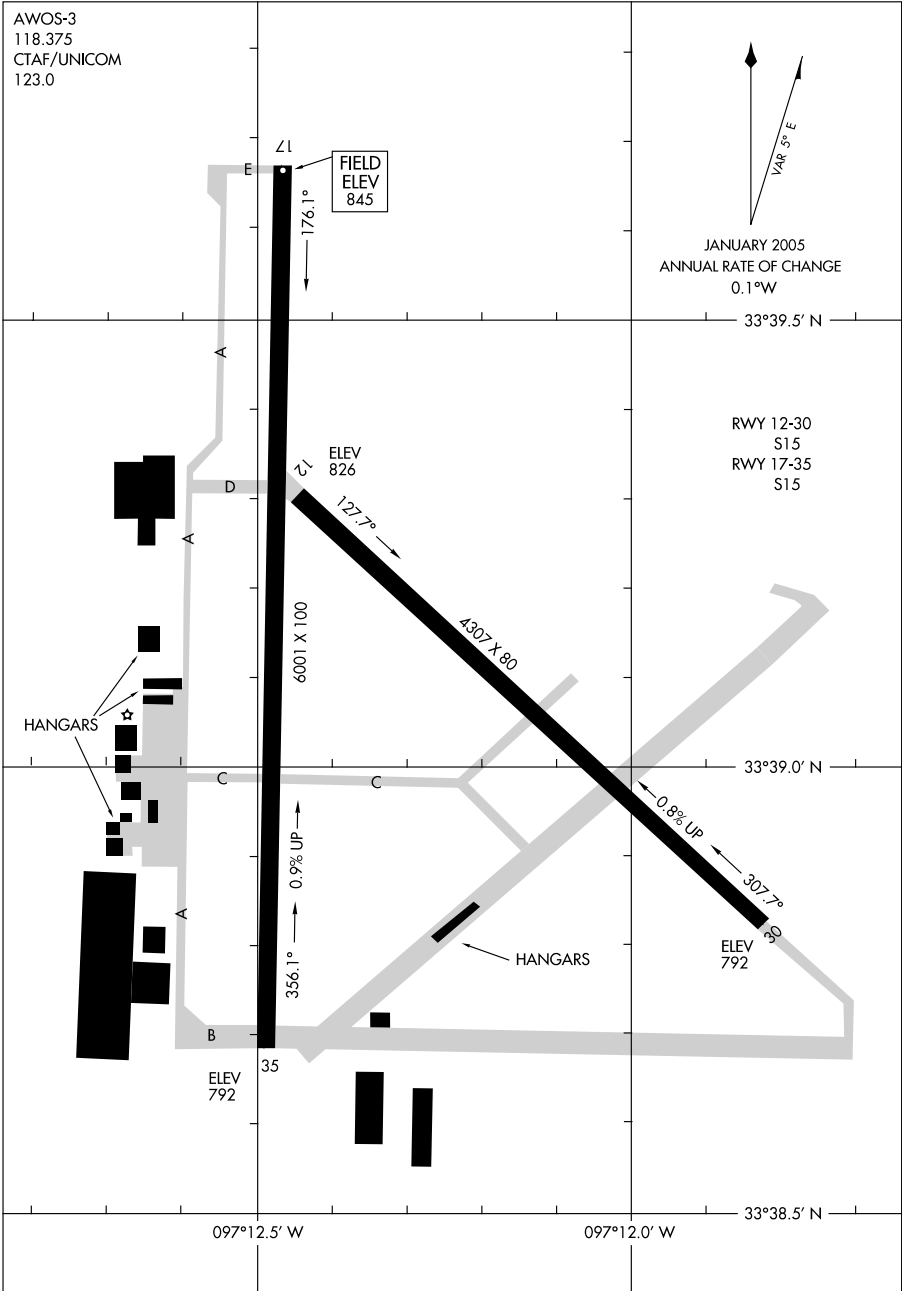 AWOS-3
118.375
CTAF/UNICOM
123.0
VAR 5° E
JANUARY 2005
ANNUAL RATE OF CHANGE
0.1°W
17
E
FIELD
ELEV
845
176.1°
33°39.5' N
A
RWY 12-30
S15
RWY 17-35
S15
ELEV
826
12
D
127.7°
A
6001 X 100
4307 X 80
HANGARS
C
C
33°39.0' N
0.8% UP
0.9% UP
307.7°
A
30
ELEV
792
356.1°
HANGARS
B
35
ELEV
792
33°38.5' N
097°12.5' W
097°12.0' W